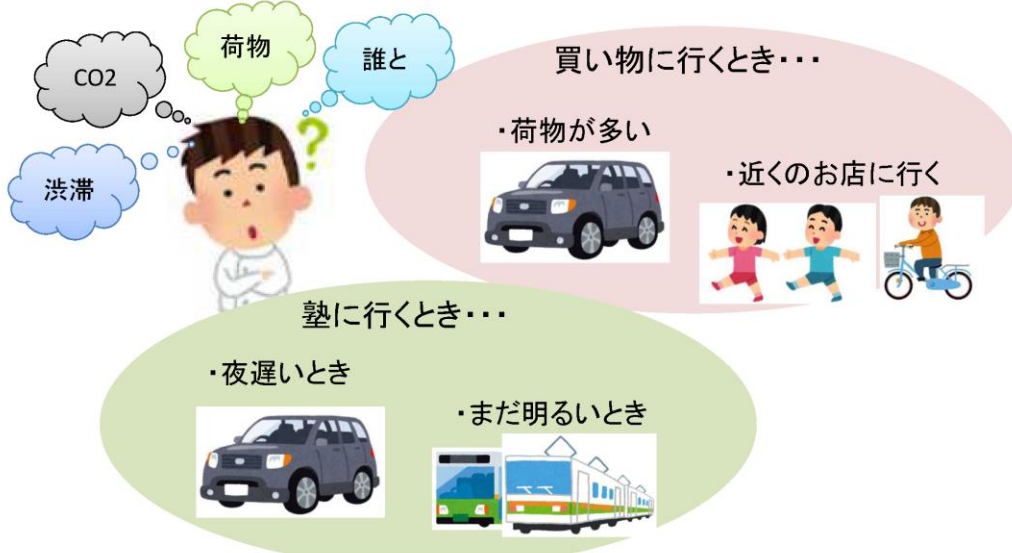 荷物
誰と
CO2
渋滞
?
買い物に行くとき・・・
・荷物が多い
・近くのお店に行く
塾に行くとき・・・
・夜遅いとき
・まだ明るいとき